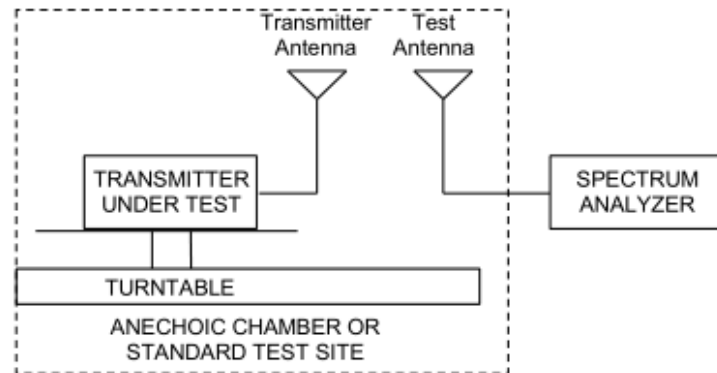 Transmitter
Antenna
Test
Antenna
TRANSMITTER
UNDER TEST
SPECTRUM
ANALYZER
TURNTABLE
ANECHOIC CHAMBER OR
STANDARD TEST SITE